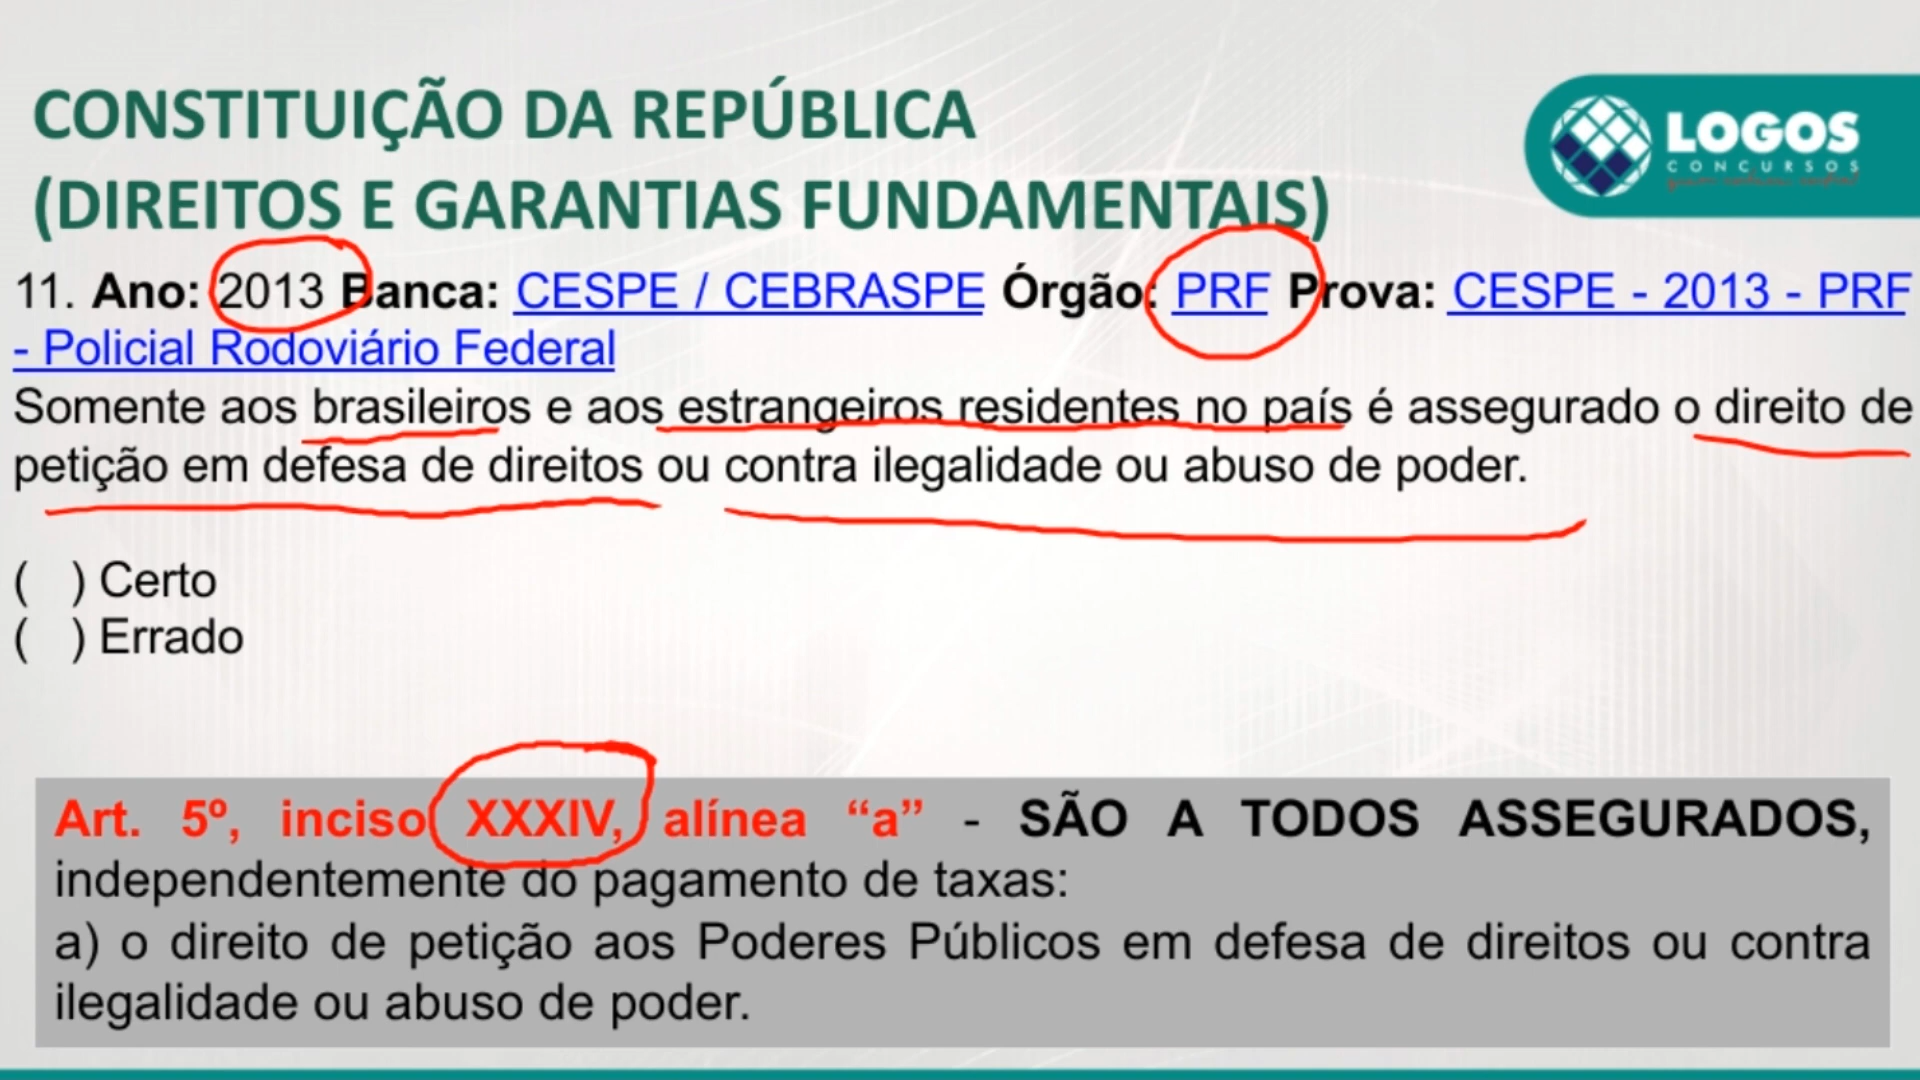 CONSTITUIÇÃO DA REPÚBLICA
(DIREITOS E GARANTIAS FUNDAMENTAIS)
LOGOS
CONCURSOS
11. Ano: 2013 Banca: CESPE / CEBRASPE Órgão: PRF Prova: CESPE - 2013 - PRF
- Policial Rodoviário Federal
Somente aos brasileiros e aos estrangeiros residentes no país é assegurado o direito de
petição em defesa de direitos ou contra ilegalidade ou abuso de poder.
( ) Certo
( ) Errado
Art. 5º, inciso XXXIV, alínea “a” - SÃO A TODOS ASSEGURADOS,
independentemente do pagamento de taxas:
a) o direito de petição aos Poderes Públicos em defesa de direitos ou contra
ilegalidade ou abuso de poder.